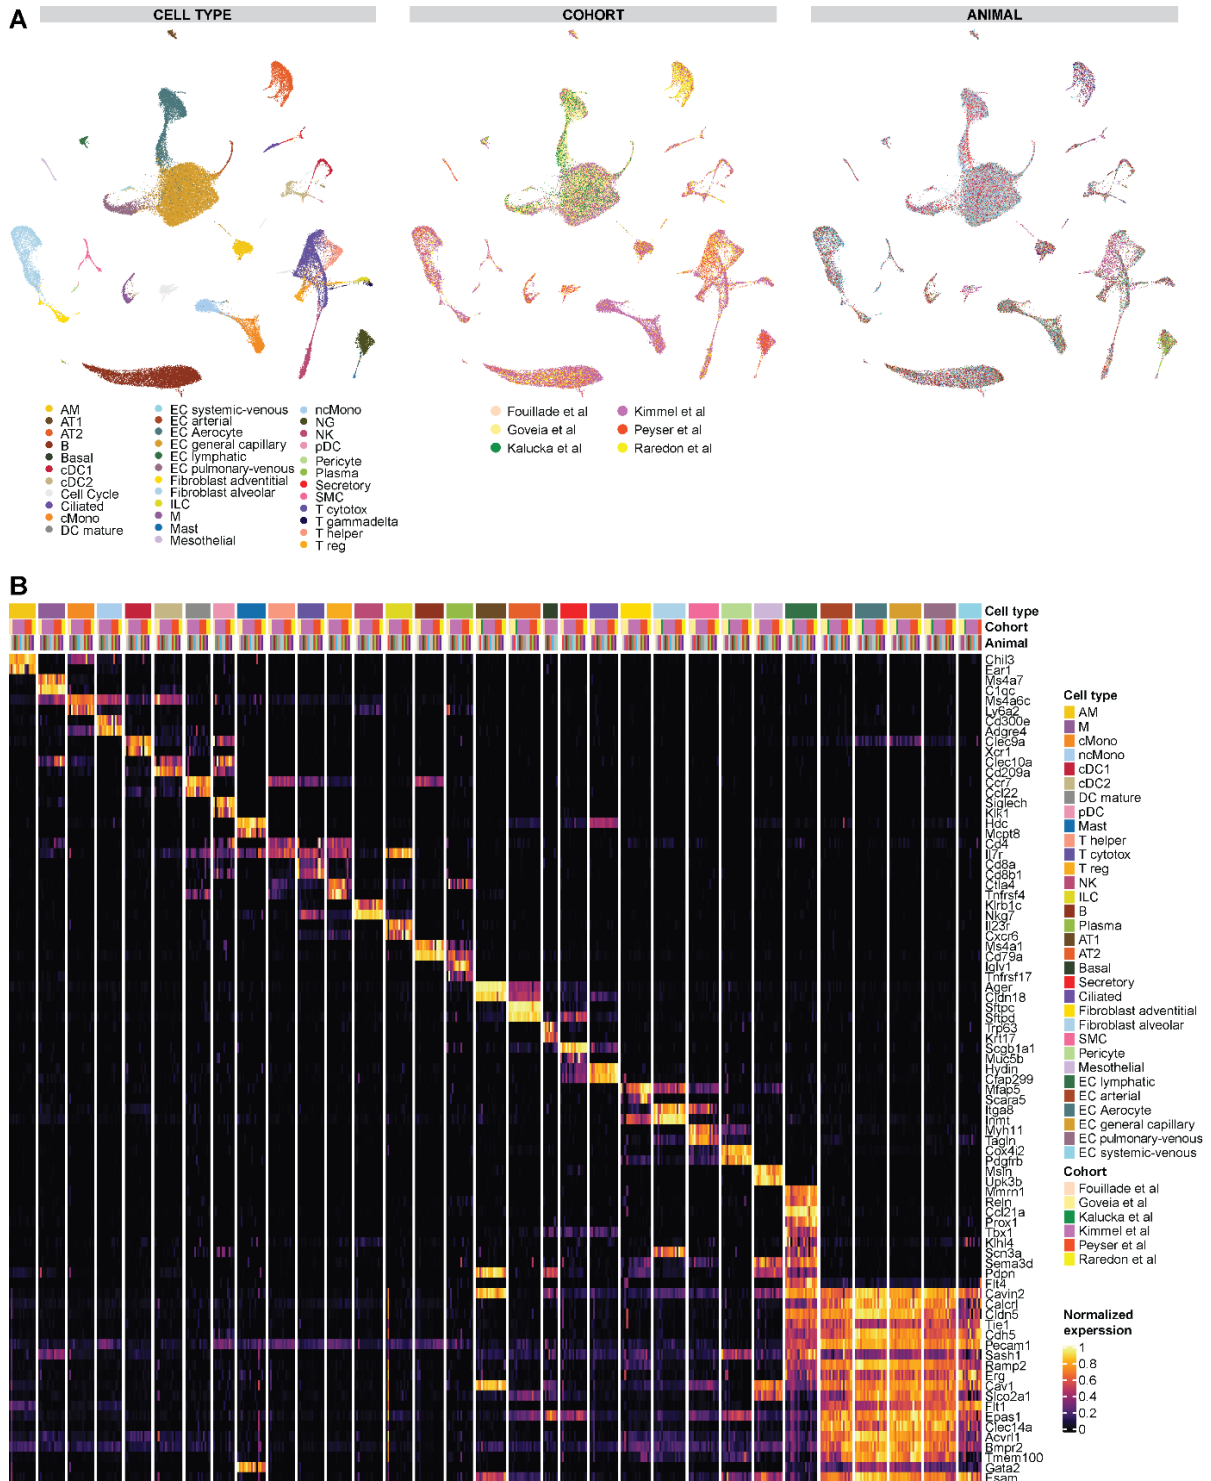 A
CELL TYPE
COHORT
ANIMAL
AM
AT1
AT2
B
Basal
cDC1
cDC2
Cell Cycle
Ciliated
cMono
DC mature
EC systemic-venous
EC arterial
EC Aerocyte
EC general capillary
EC lymphatic
EC pulmonary-venous
Fibroblast adventitial
Fibroblast alveolar
ILC
M
Mast
Mesothelial
ncMono
NG
NK
pDC
Pericyte
Plasma
Secretory
SMC
T cytotox
T gammadelta
T helper
T reg
Fouillade et al
Goveia et al
Kalucka et al
Kimmel et al
Peyser et al
Raredon et al
B
Cell type
Cohort
Animal
Chil3
Ear1
Ms4a7
C1qc
Ms4a6c
Ly6a2
Cd300e
Adgre4
Clec9a
Xcr1
Clec10a
Cd209a
Ccr7
Ccl22
Siglech
Klk1
Hdc
Mcpt8
Cd4
Il7r
Cd8a
Cd8b1
Ctla4
Tnfrsf4
Klrb1c
Nkg7
Il23r
Cxcr6
Ms4a1
Cd79a
Iglv1
Tnfrsf17
Ager
Cldn18
Sftpc
Sftpd
Trp63
Krt17
Scgb1a1
Muc5b
Hydin
Cfap299
Mfap5
Scara5
Itga8
Inmt
Myh11
Tagln
Cox4i2
Pdgfrb
Msln
Upk3b
Mmrn1
Reln
Ccl21a
Prox1
Tbx1
Klhl4
Scn3a
Sema3d
Pdpn
Flt4
Cavin2
Calcrl
Cldn5
Tie1
Cdh5
Pecam1
Sash1
Ramp2
Erg
Cav1
Slco2a1
Flt1
Epas1
Clec14a
Acvrl1
Bmpr2
Tmem100
Gata2
Esam
Cell type
AM
M
cMono
ncMono
cDC1
cDC2
DC mature
pDC
Mast
T helper
T cytotox
T reg
NK
ILC
B
Plasma
AT1
AT2
Basal
Secretory
Ciliated
Fibroblast adventitial
Fibroblast alveolar
SMC
Pericyte
Mesothelial
EC lymphatic
EC arterial
EC Aerocyte
EC general capillary
EC pulmonary-venous
EC systemic-venous
Cohort
Fouillade et al
Goveia et al
Kalucka et al
Kimmel et al
Peyser et al
Raredon et al
Normalized
experssion
1
0.8
0.6
0.4
0.2
0